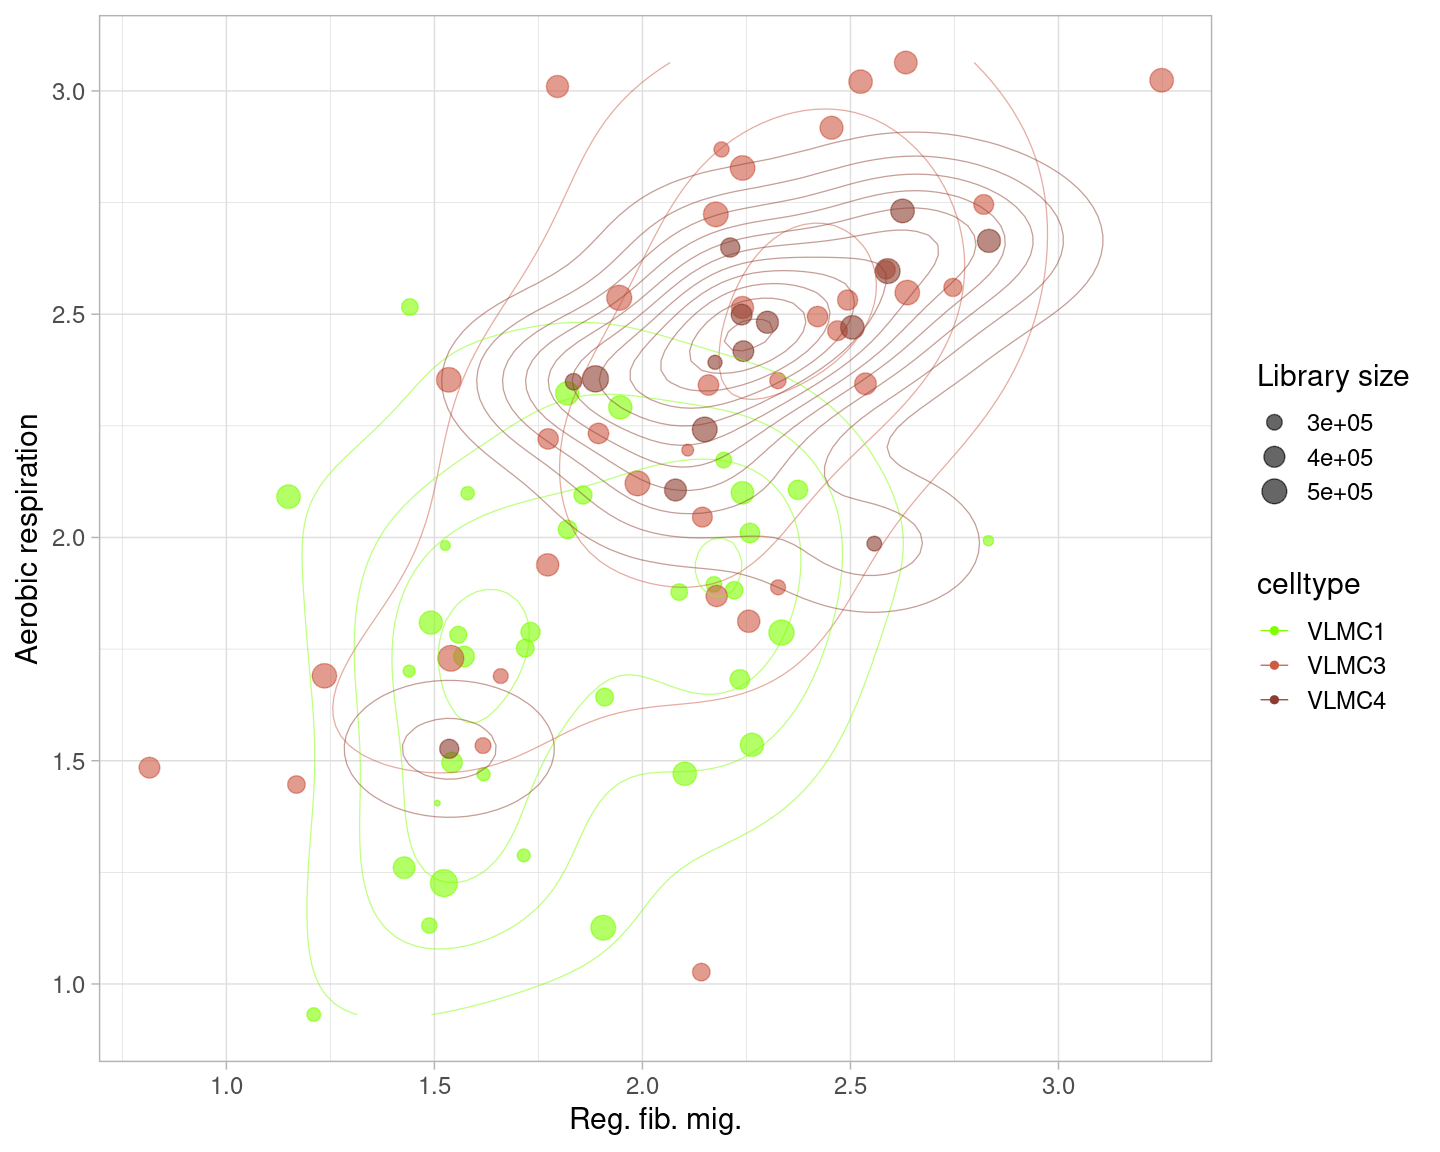 3.0
2.5
2.0
1.5
1.0
Aerobic respiration
1.0 1.5 2.0 2.5 3.0
Reg. fib. mig.
Library size
3e+05
4e+05
5e+05
celltype
VLMC1
VLMC3
VLMC4